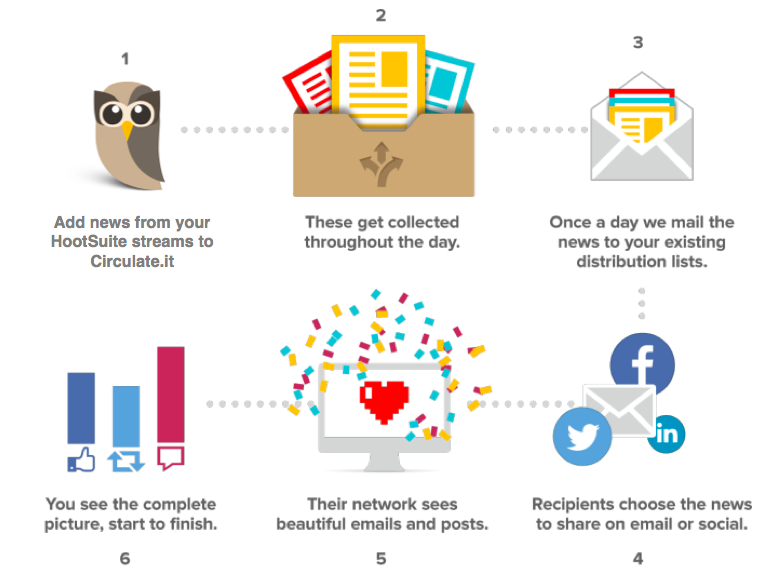 1
Add news from your
HootSuite streams to
Circulate.it
2
These get collected
throughout the day.
3
Once a day we mail the
news to your existing
distribution lists.
f
in
Recipients choose the news
to share on email or social.
4
Their network sees
beautiful emails and posts.
5
You see the complete
picture, start to finish.
6